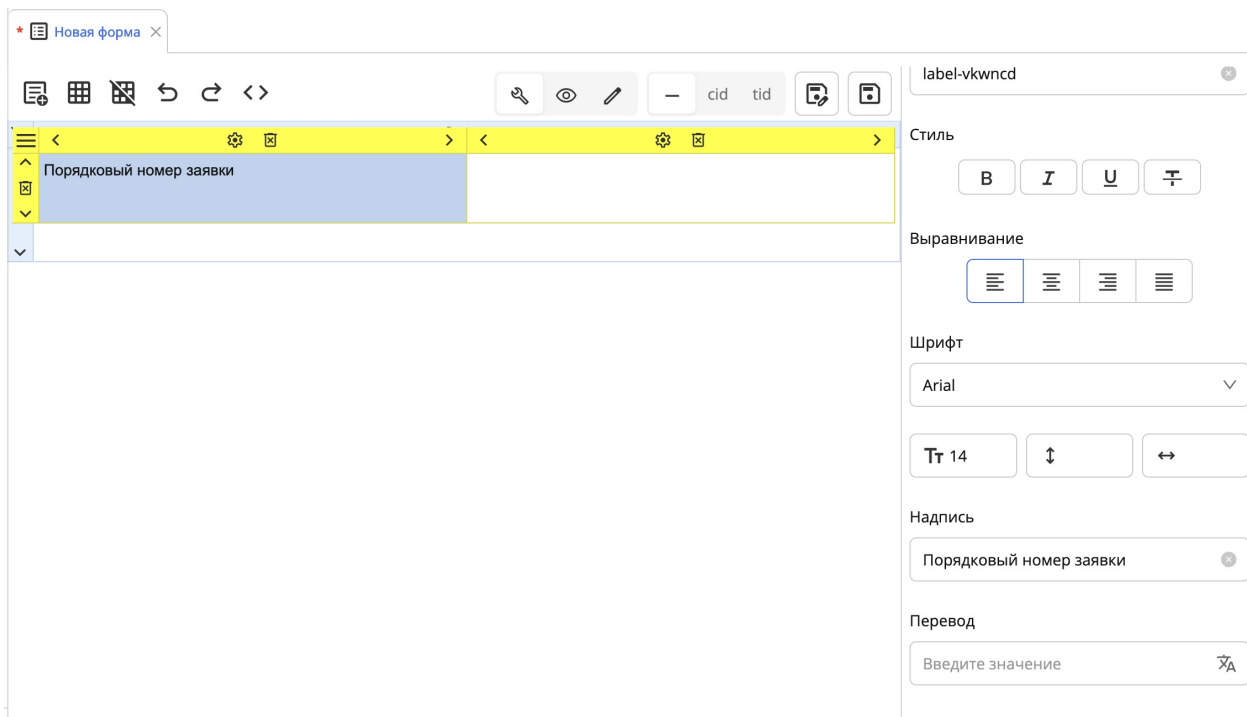 * Новая форма
cid tid
label-vkwncd
Стиль
B I U T
Выравнивание
Порядковый номер заявки
Шрифт
Arial
Tт 14
Надпись
Порядковый номер заявки
Перевод
Введите значение